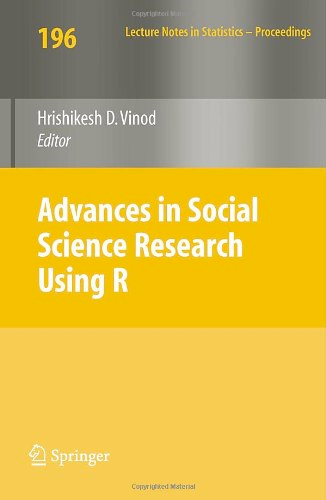 196
Lecture Notes in Statistics – Proceedings
Hrishikesh D. Vinod
Editor
Advances in Social
Science Research
Using R
Springer